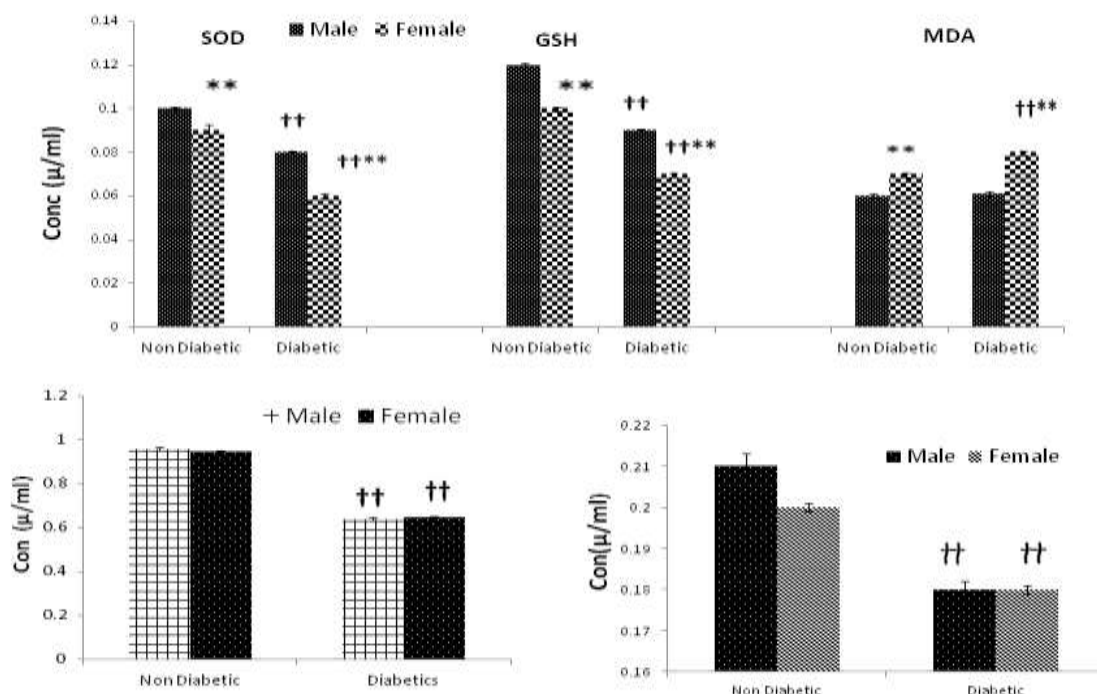 0.14
SOD
Male
Female
GSH
MDA
0.12
**
**
††
††**
0.1
††
††**
**
0.08
††**
0.06
0.04
0.02
0
Conc (µ/ml)
Non Diabetic
Diabetic
Non Diabetic
Diabetic
Non Diabetic
Diabetic
1.2
Male
Female
1
0.8
††
††
0.6
0.4
0.2
0
Con (µ/ml)
Non Diabetic
Diabetics
0.22
Male
Female
0.21
0.2
0.19
††
††
0.18
0.17
0.16
Con(µ/ml)
Non Diabetic
Diabetic